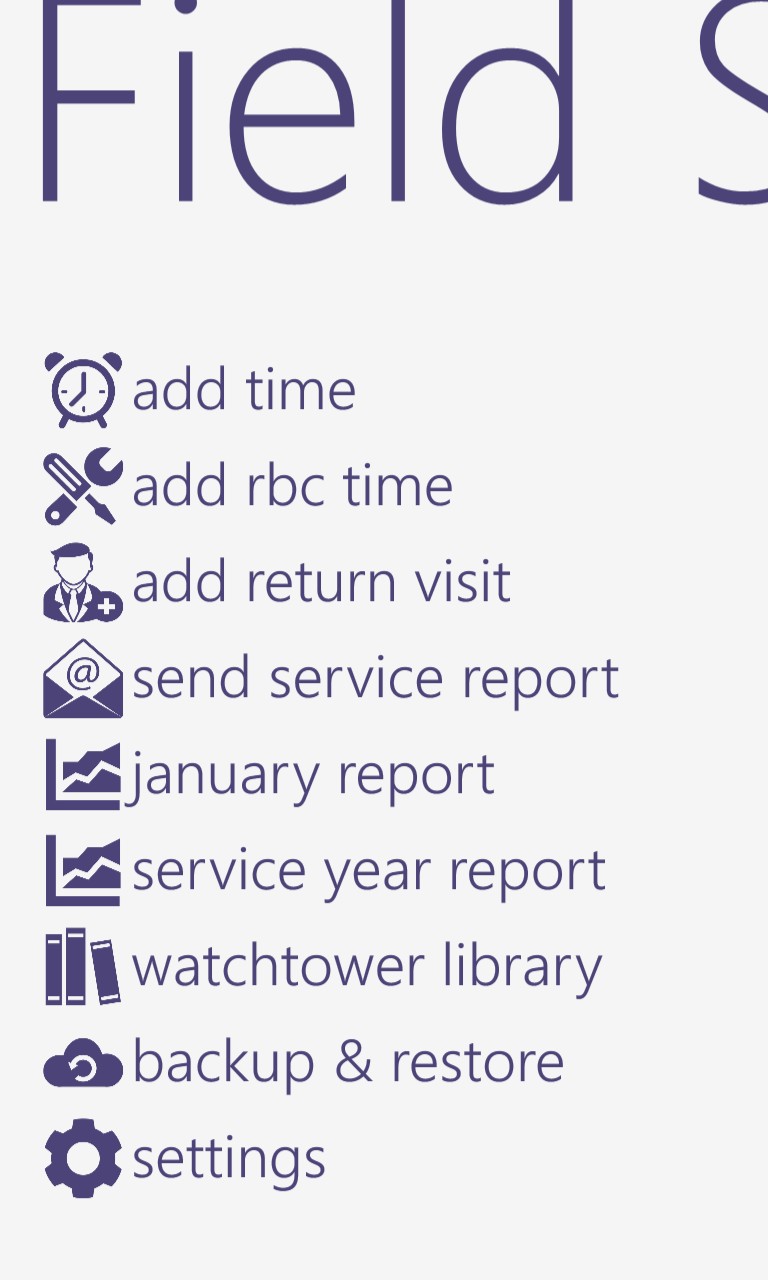 Field S
add time
add rbc time
add return visit
send service report
january report
service year report
watchtower library
backup & restore
settings